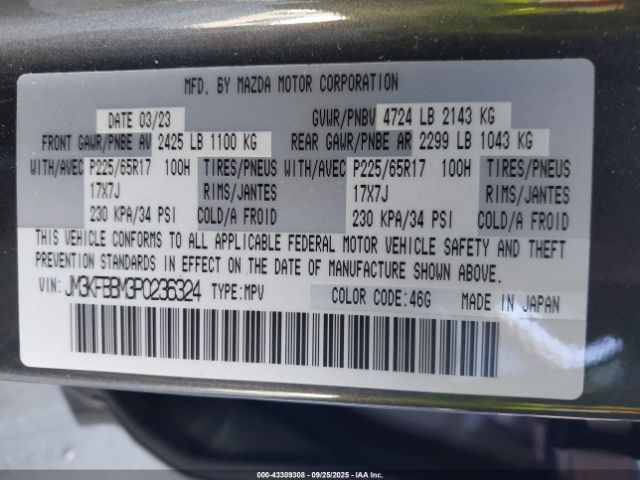 MFD. BY MAZDA MOTOR CORPORATION
DATE 03/23 GVWR/PNBV 4724 LB 2143 KG
FRONT GAWR/PNBE AV 2425 LB 1100 KG REAR GAWR/PNBE AR 2299 LB 1043 KG
WITH/AVEC P225/65R17 100H TIRES/PNEUS WITH/AVEC P225/65R17 100H TIRES/PNEUS
17X7J RIMS/JANTES 17X7J RIMS/JANTES
230 KPA/34 PSI COLD/A FROID 230 KPA/34 PSI COLD/A FROID
THIS VEHICLE CONFORMS TO ALL APPLICABLE FEDERAL MOTOR VEHICLE SAFETY AND THEFT
PREVENTION STANDARDS IN EFFECT ON THE DATE OF MANUFACTURE SHOWN ABOVE.
VIN: JM3KFBBM3P0236324 TYPE:MPV COLOR CODE:46G MADE IN JAPAN
000-43309308 - 09/25/2025 - IAAI.com